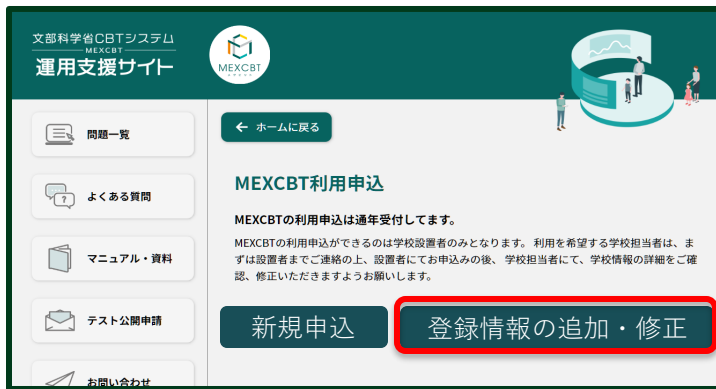 文部科学省CBTシステム
MEXCBT
運用支援サイト
MEXCBT
問題一覧
よくある質問
マニュアル・資料
テスト公開申請
お問い合わせ
← ホームに戻る
MEXCBT利用申込
MEXCBTの利用申込は通年受付してます。
MEXCBTの利用申込ができるのは学校設置者のみとなります。 利用を希望する学校担当者は、ま
ずは設置者までご連絡の上、設置者にてお申込みの後、 学校担当者にて、学校情報の詳細をご確
認、修正いただきますようお願いします。
新規申込
登録情報の追加・修正